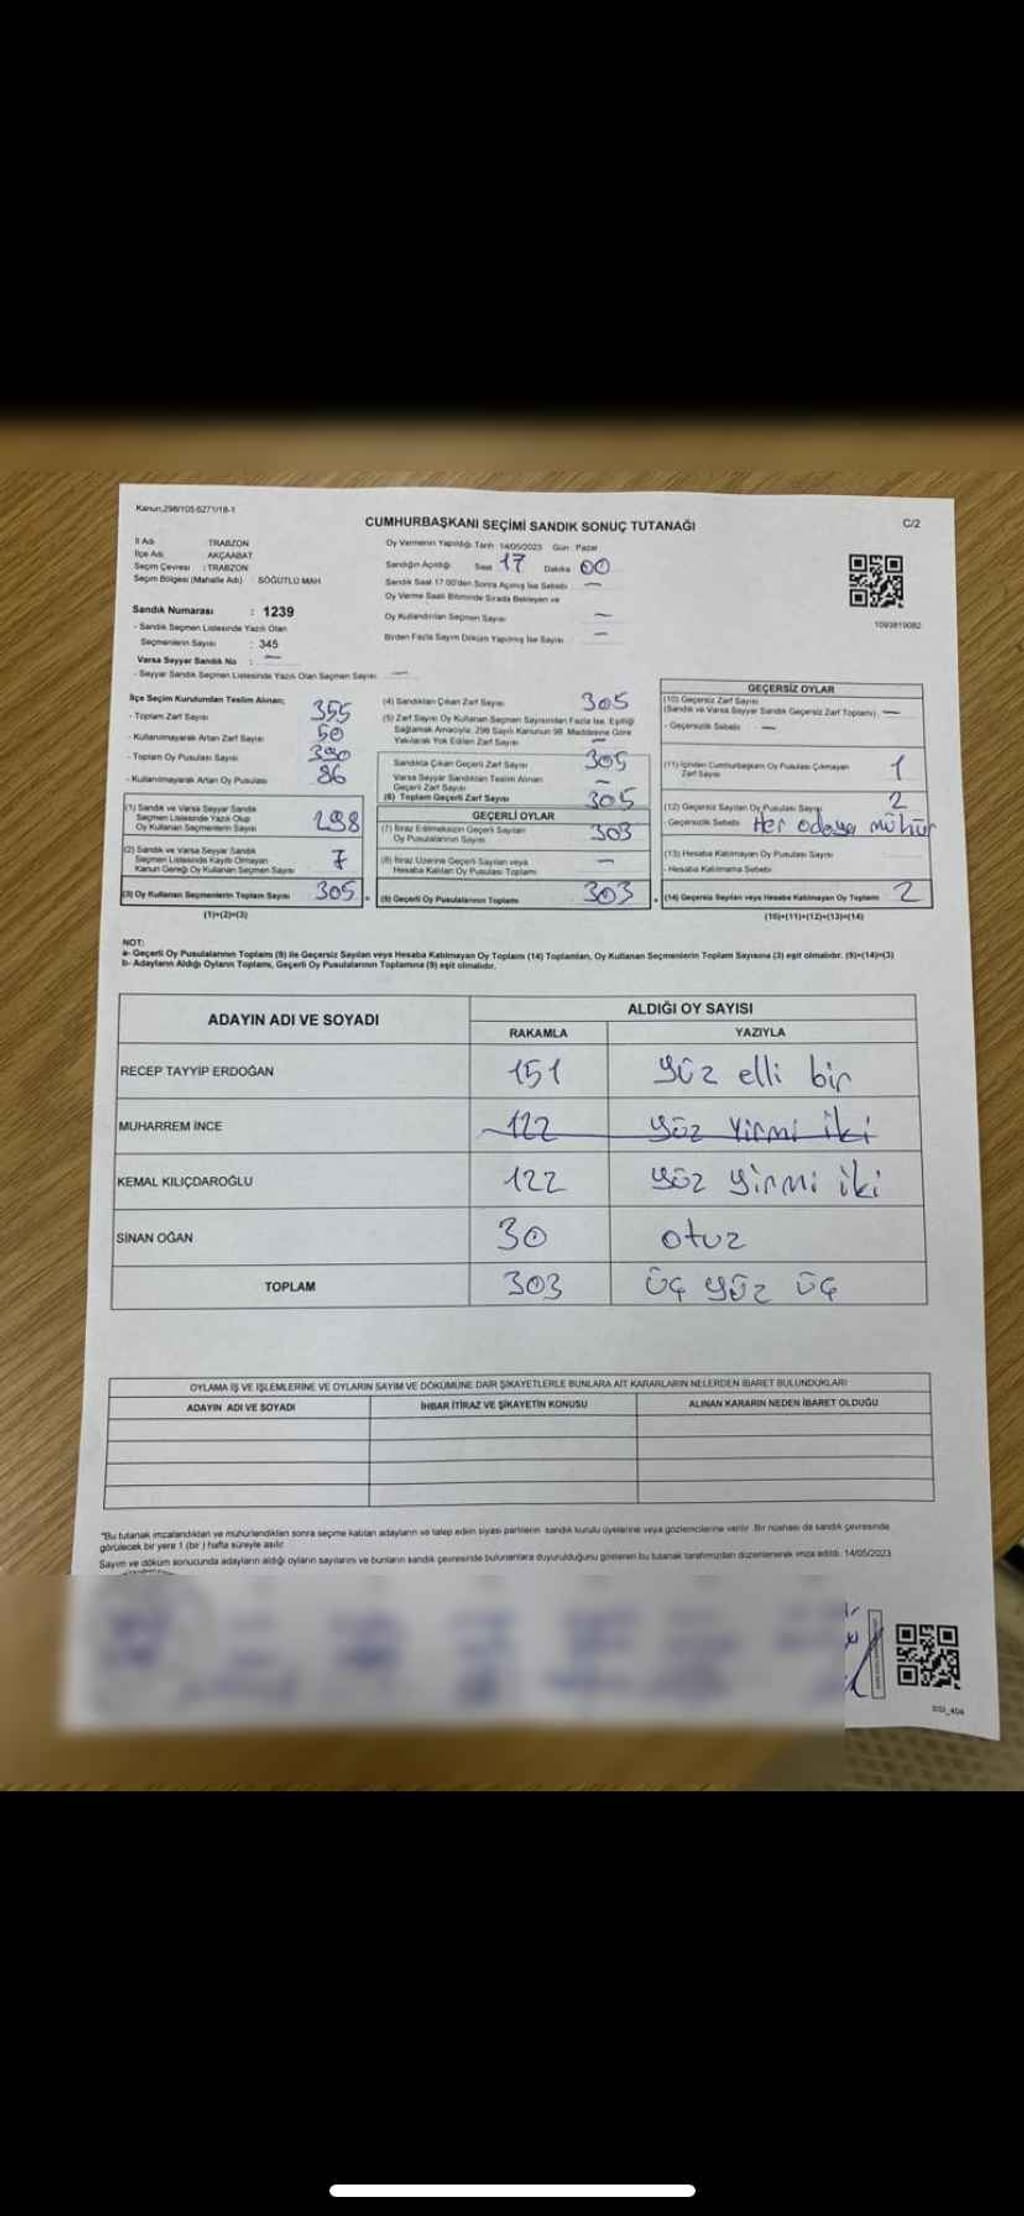 Kanun:298/105-6271/18-1
CUMHURBAŞKANI SEÇİMİ SANDIK SONUÇ TUTANAĞI
C/2
İl Adı TRABZON
İlçe Adı AKÇAABAT
Seçim Çevresi : TRABZON
Seçim Bölgesi (Mahalle Adı) SÖĞÜTLÜ MAH
Oy Vermenin Yapıldığı Tarih 14/05/2023 Gün: Pazar
Sandığın Açıldığı Saat 17 Dakika 00
Sandık Saat 17:00'den Sonra Açılmış İse Sebebi —
Oy Verme Saati Bitiminde Sırada Bekleyen ve
Oy Kullandırılan Seçmen Sayısı —
Birden Fazla Sayım Döküm Yapılmış İse Sayısı —
1093819082
Sandık Numarası : 1239
- Sandık Seçmen Listesinde Yazılı Olan
Seçmenlerin Sayısı : 345
Varsa Seyyar Sandık No : —
- Seyyar Sandık Seçmen Listesinde Yazılı Olan Seçmen Sayısı —
İlçe Seçim Kurulundan Teslim Alınan;
- Toplam Zarf Sayısı 355
- Kullanılmayarak Artan Zarf Sayısı 50
- Toplam Oy Pusulası Sayısı 390
- Kullanılmayarak Artan Oy Pusulası 86
(1) Sandık ve Varsa Seyyar Sandık
Seçmen Listesinde Yazılı Olup
Oy Kullanan Seçmenlerin Sayısı 298
(2) Sandık ve Varsa Seyyar Sandık
Seçmen Listesinde Kayıtlı Olmayan
Kanun Gereği Oy Kullanan Seçmen Sayısı 7
(3) Oy Kullanan Seçmenlerin Toplam Sayısı 305
(1)+(2)=(3)
(4) Sandıktan Çıkan Zarf Sayısı 305
(5) Zarf Sayısı Oy Kullanan Seçmen Sayısından Fazla İse, Eşitliği
Sağlamak Amacıyla, 298 Sayılı Kanunun 98. Maddesine Göre
Yakılarak Yok Edilen Zarf Sayısı —
Sandıkta Çıkan Geçerli Zarf Sayısı 305
Varsa Seyyar Sandıktan Teslim Alınan
Geçerli Zarf Sayısı —
(6) Toplam Geçerli Zarf Sayısı 305
GEÇERLİ OYLAR
(7) İtiraz Edilmeksizin Geçerli Sayılan
Oy Pusulalarının Sayısı 303
(8) İtiraz Üzerine Geçerli Sayılan veya
Hesaba Katılan Oy Pusulası Toplamı —
(9) Geçerli Oy Pusulalarının Toplamı 303
GEÇERSİZ OYLAR
(10) Geçersiz Zarf Sayısı
(Sandık ve Varsa Seyyar Sandık Geçersiz Zarf Toplamı) —
- Geçersizlik Sebebi —
(11) İçinden Cumhurbaşkanı Oy Pusulası Çıkmayan
Zarf Sayısı 1
(12) Geçersiz Sayılan Oy Pusulası Sayısı 2
- Geçersizlik Sebebi Her odaya mühür
(13) Hesaba Katılmayan Oy Pusulası Sayısı
- Hesaba Katılmama Sebebi
(14) Geçersiz Sayılan veya Hesaba Katılmayan Oy Toplamı 2
(10)+(11)+(12)+(13)=(14)
NOT:
a- Geçerli Oy Pusulalarının Toplamı (9) ile Geçersiz Sayılan veya Hesaba Katılmayan Oy Toplamı (14) Toplamları, Oy Kullanan Seçmenlerin Toplam Sayısına (3) eşit olmalıdır. (9)+(14)=(3)
b- Adayların Aldığı Oyların Toplamı, Geçerli Oy Pusulalarının Toplamına (9) eşit olmalıdır.
ADAYIN ADI VE SOYADI
ALDIĞI OY SAYISI
RAKAMLA YAZIYLA
RECEP TAYYİP ERDOĞAN 151 yüz elli bir
MUHARREM İNCE 122 yüz yirmi iki
KEMAL KILIÇDAROĞLU 122 yüz yirmi iki
SİNAN OĞAN 30 otuz
TOPLAM 303 üç yüz üç
OYLAMA İŞ VE İŞLEMLERİNE VE OYLARIN SAYIM VE DÖKÜMÜNE DAİR ŞİKAYETLERLE BUNLARA AİT KARARLARIN NELERDEN İBARET BULUNDUKLARI
ADAYIN ADI VE SOYADI İHBAR İTİRAZ VE ŞİKAYETİN KONUSU ALINAN KARARIN NEDEN İBARET OLDUĞU
"Bu tutanak imzalandıktan ve mühürlendikten sonra seçime katılan adayların ve talep eden siyasi partilerin sandık kurulu üyelerine veya gözlemcilerine verilir. Bir nüshası da sandık çevresinde
görülecek bir yere 1 (bir) hafta süreyle asılır
Sayım ve döküm sonucunda adayların aldığı oyların sayılarını ve bunların sandık çevresinde bulunanlara duyurulduğunu gösteren bu tutanak tarafımızdan düzenlenerek imza edildi. 14/05/2023